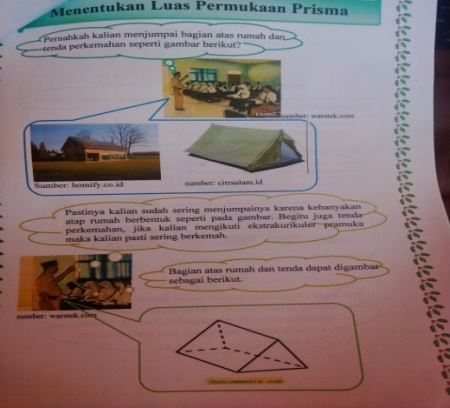 Menentukan Luas Permukaan Prisma
Pernahkah kalian menjumpai bagian atas rumah dan
tenda perkemahan seperti gambar berikut?
sumber: warstek.com
Sumber: homify.co.id
sumber: citraalam.id
Pastinya kalian sudah sering menjumpainya karena kebanyakan
atap rumah berbentuk seperti pada gambar. Begitu juga tenda
perkemahan, jika kalian mengikuti ekstrakurikuler pramuka
maka kalian pasti sering berkemah.
Bagian atas rumah dan tenda dapat digambar
sebagai berikut.
sumber: warstek.com